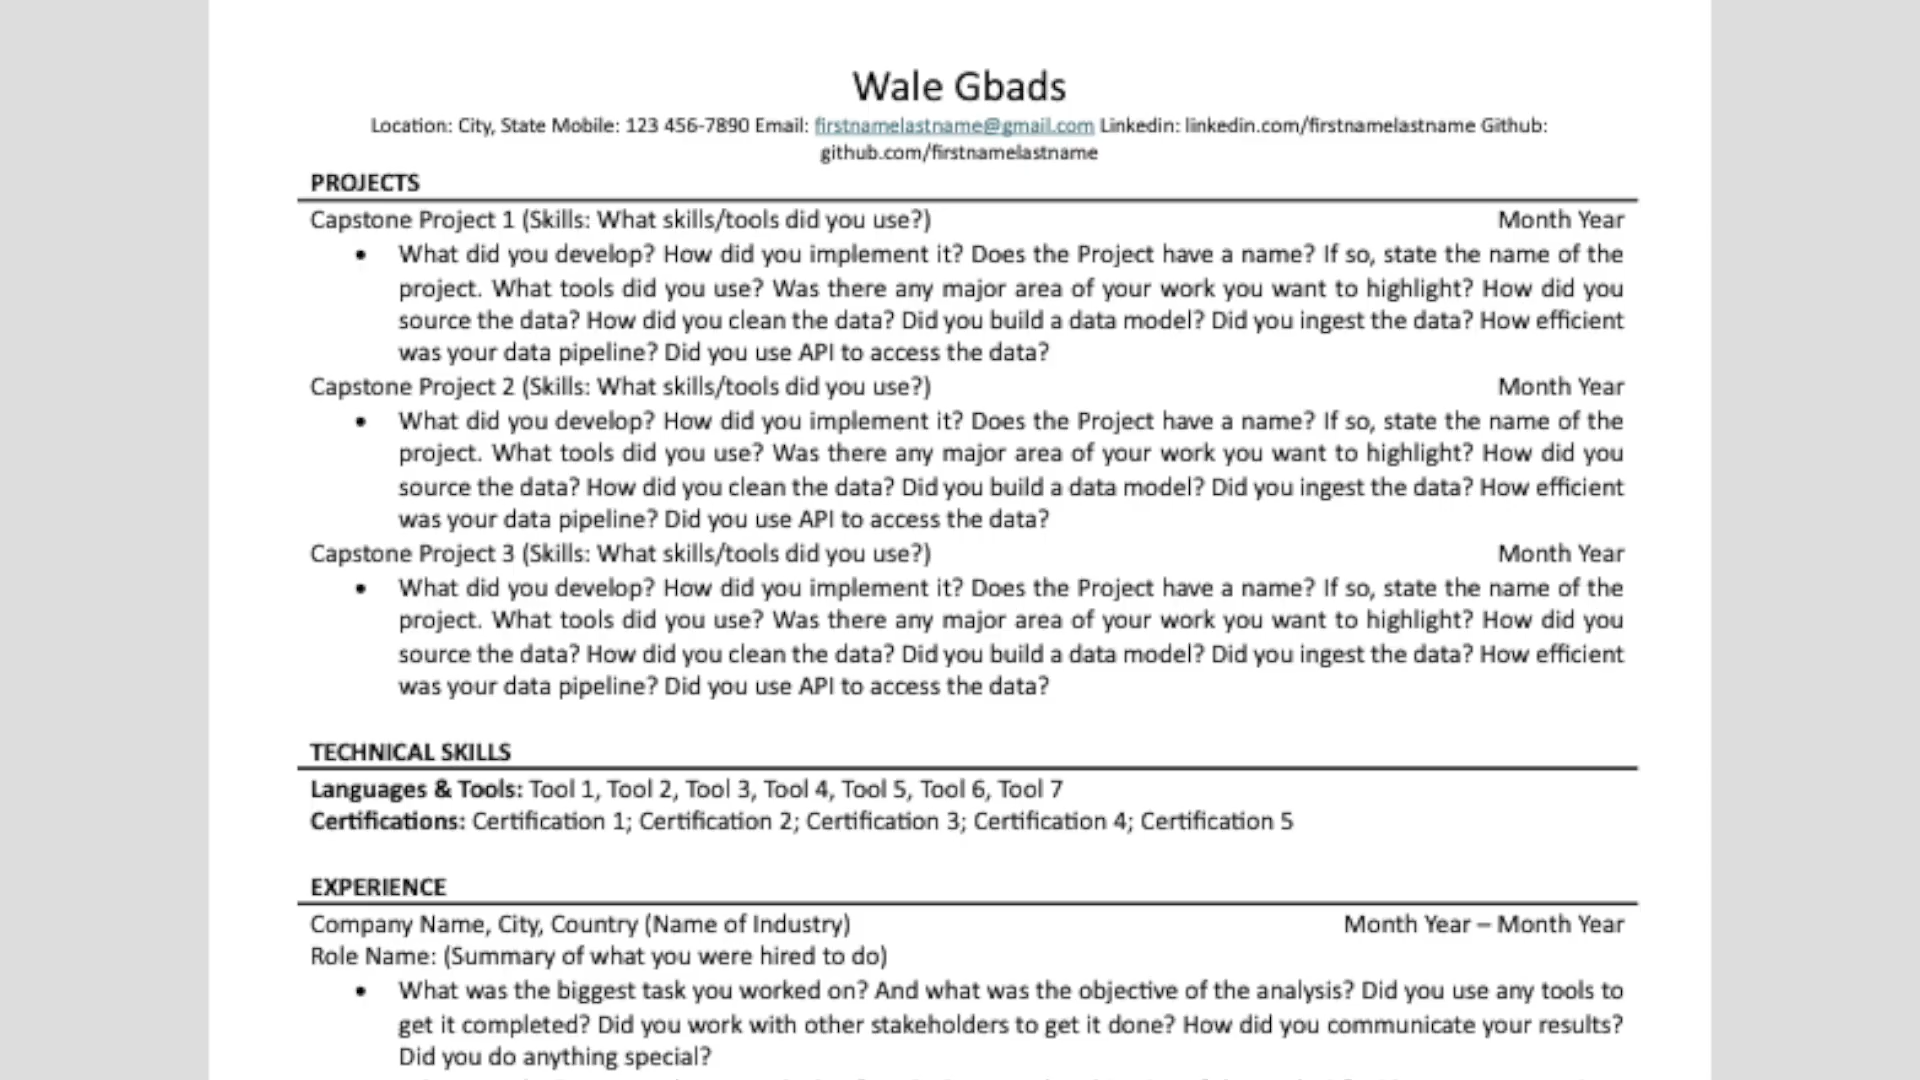 Wale Gbads
Location: City, State Mobile: 123 456-7890 Email: firstnamelastname@gmail.com Linkedin: linkedin.com/firstnamelastname Github:
github.com/firstnamelastname
PROJECTS
Capstone Project 1 (Skills: What skills/tools did you use?) Month Year
• What did you develop? How did you implement it? Does the Project have a name? If so, state the name of the
project. What tools did you use? Was there any major area of your work you want to highlight? How did you
source the data? How did you clean the data? Did you build a data model? Did you ingest the data? How efficient
was your data pipeline? Did you use API to access the data?
Capstone Project 2 (Skills: What skills/tools did you use?) Month Year
• What did you develop? How did you implement it? Does the Project have a name? If so, state the name of the
project. What tools did you use? Was there any major area of your work you want to highlight? How did you
source the data? How did you clean the data? Did you build a data model? Did you ingest the data? How efficient
was your data pipeline? Did you use API to access the data?
Capstone Project 3 (Skills: What skills/tools did you use?) Month Year
• What did you develop? How did you implement it? Does the Project have a name? If so, state the name of the
project. What tools did you use? Was there any major area of your work you want to highlight? How did you
source the data? How did you clean the data? Did you build a data model? Did you ingest the data? How efficient
was your data pipeline? Did you use API to access the data?
TECHNICAL SKILLS
Languages & Tools: Tool 1, Tool 2, Tool 3, Tool 4, Tool 5, Tool 6, Tool 7
Certifications: Certification 1; Certification 2; Certification 3; Certification 4; Certification 5
EXPERIENCE
Company Name, City, Country (Name of Industry) Month Year – Month Year
Role Name: (Summary of what you were hired to do)
• What was the biggest task you worked on? And what was the objective of the analysis? Did you use any tools to
get it completed? Did you work with other stakeholders to get it done? How did you communicate your results?
Did you do anything special?